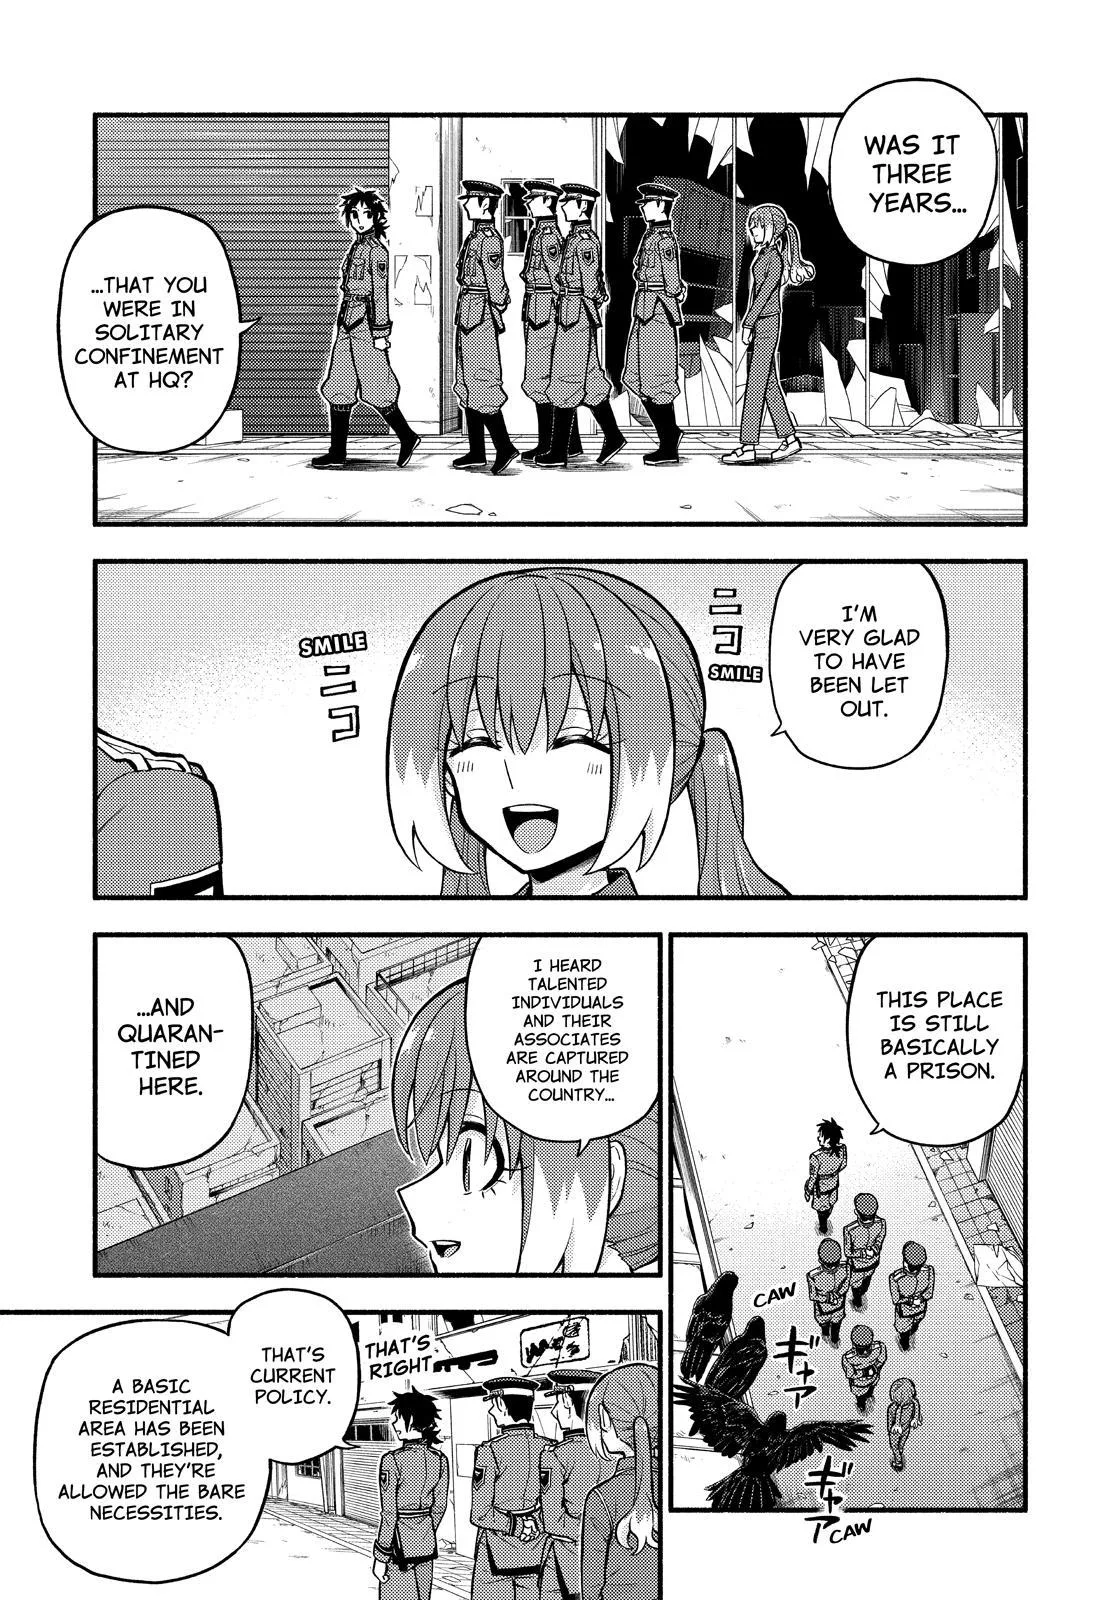 WAS IT
THREE
YEARS...
...THAT YOU
WERE IN
SOLITARY
CONFINEMENT
AT HQ?
I'M
VERY GLAD
TO HAVE
BEEN LET
OUT.
ニコ
SMILE
SMILE
ニコ
THIS PLACE
IS STILL
BASICALLY
A PRISON.
CAW
ギャア
ギャア
CAW
I HEARD
TALENTED
INDIVIDUALS
AND THEIR
ASSOCIATES
ARE CAPTURED
AROUND THE
COUNTRY...
...AND
QUARAN-
TINED
HERE.
THAT'S
RIGHT.
THAT'S
CURRENT
POLICY.
A BASIC
RESIDENTIAL
AREA HAS BEEN
ESTABLISHED,
AND THEY'RE
ALLOWED THE BARE
NECESSITIES.